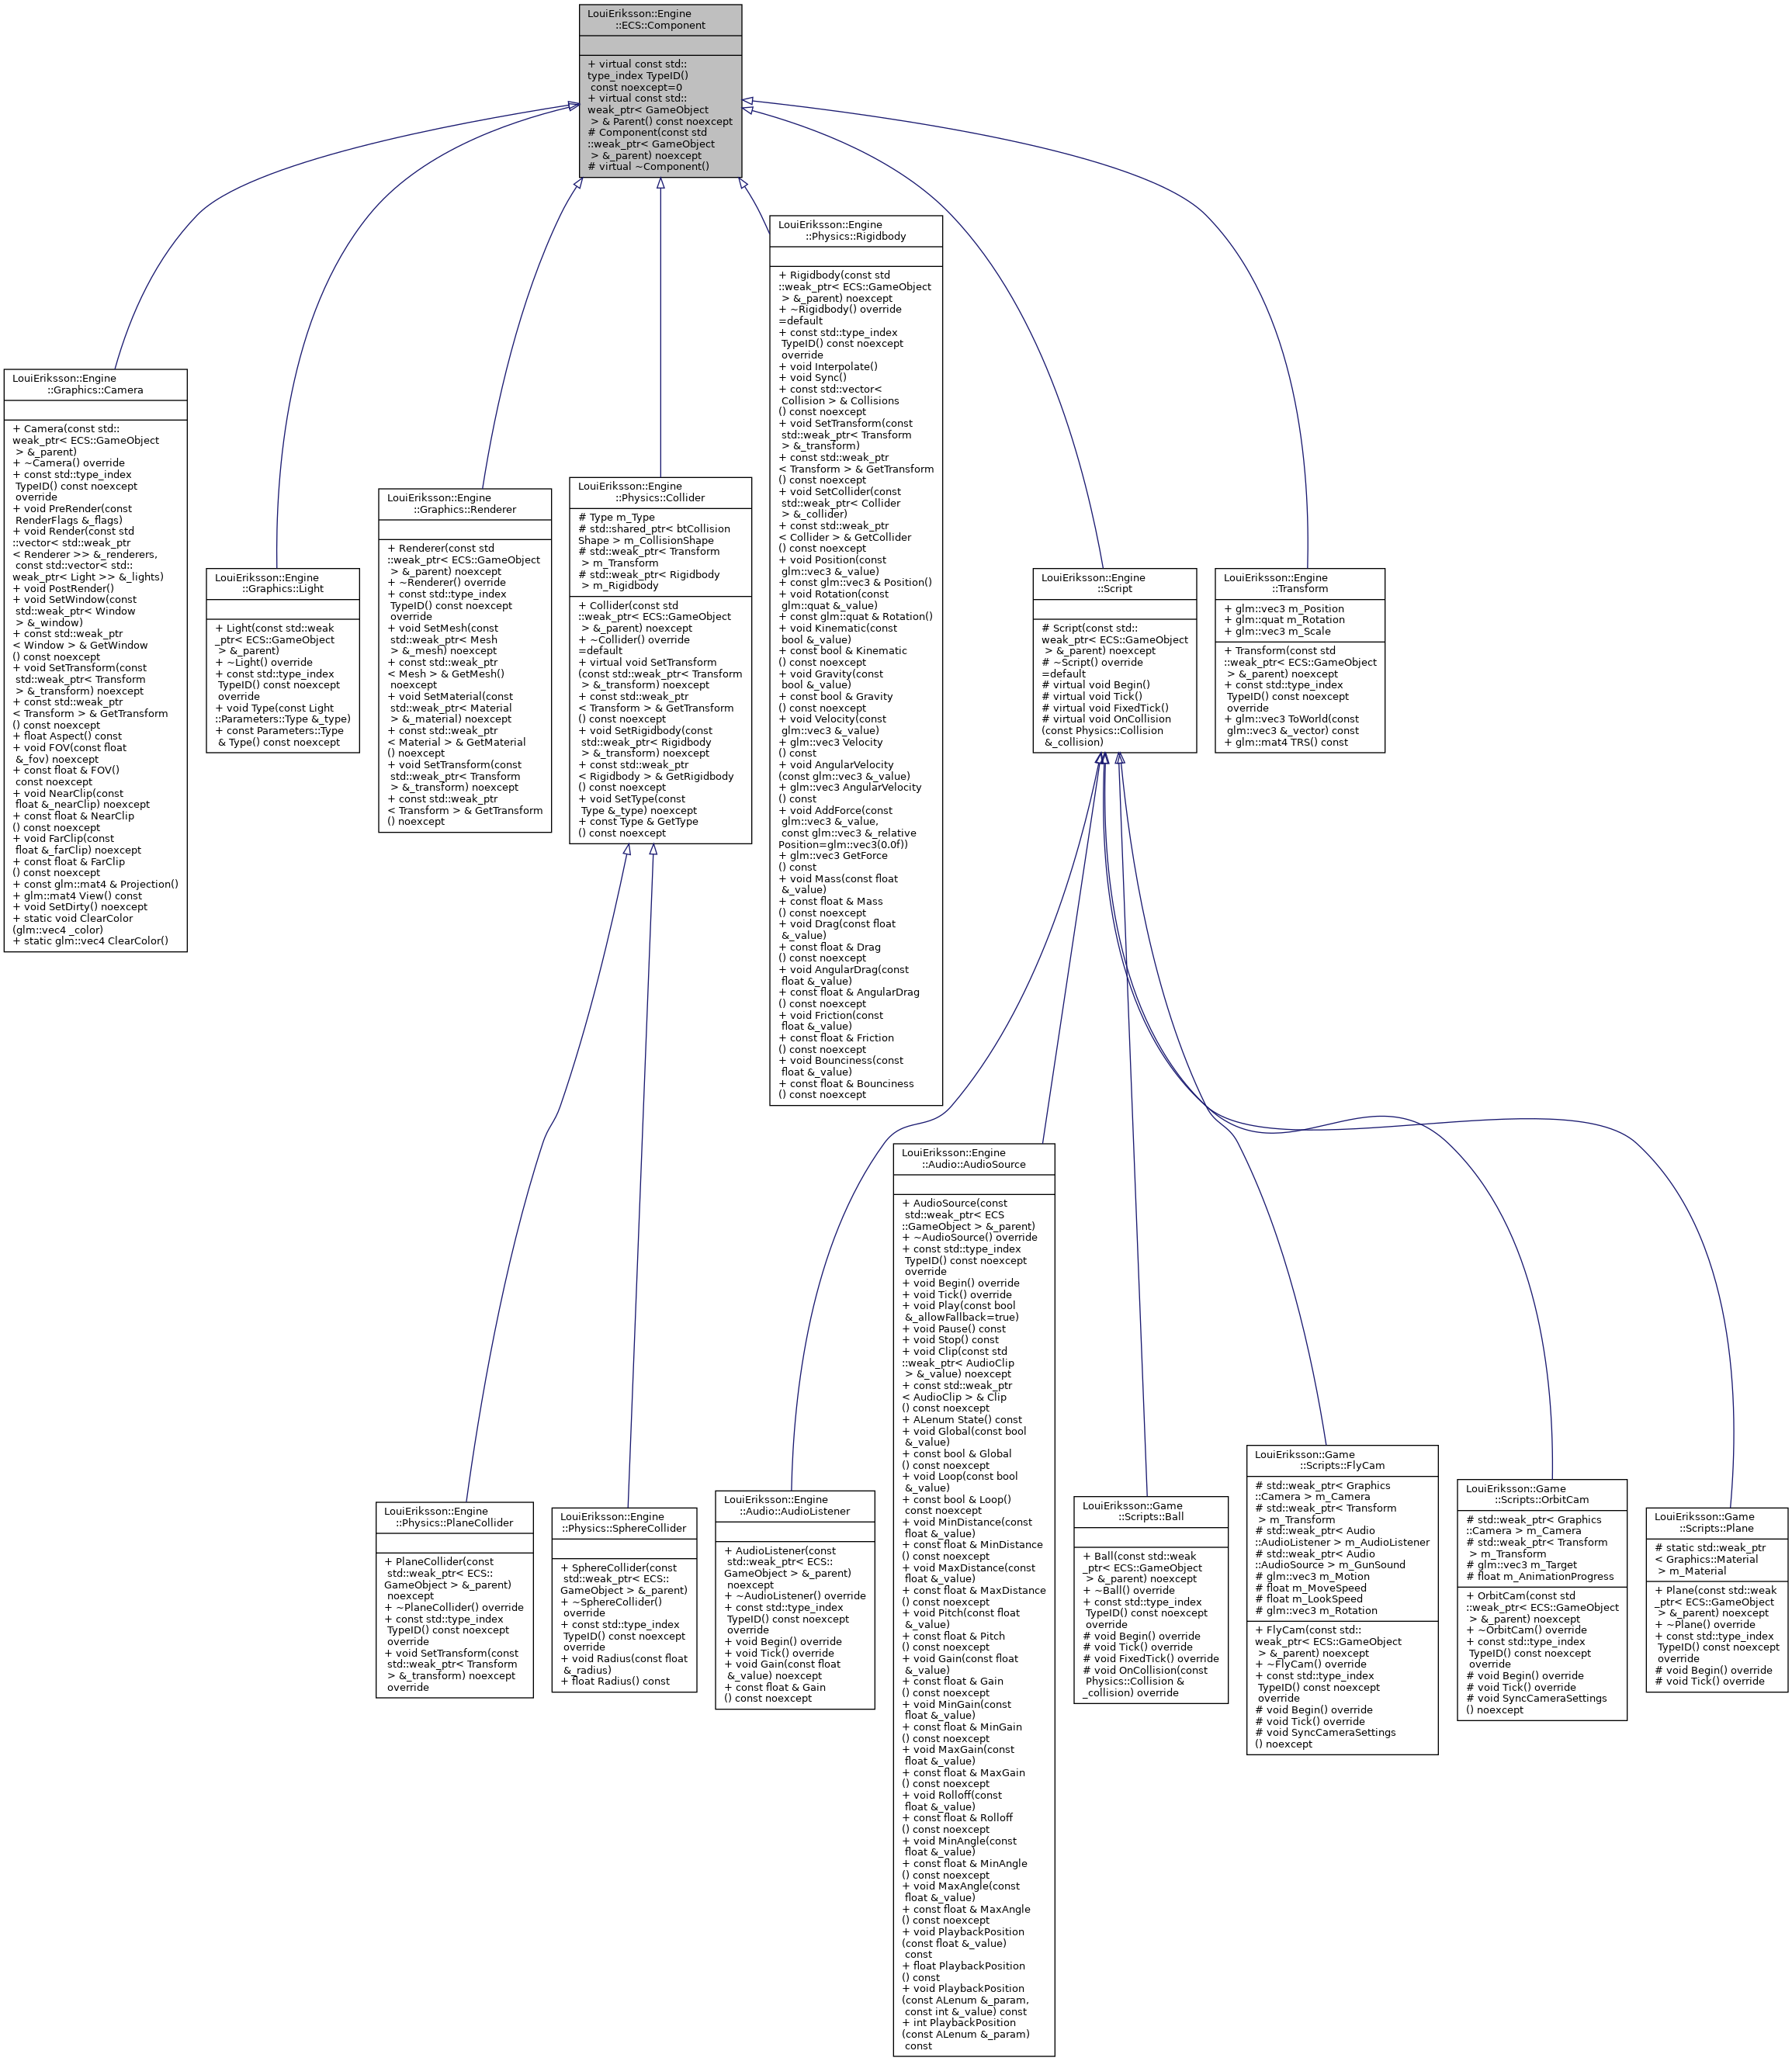 LouiEriksson::Engine
::ECS::Component
+ virtual const std::
type_index TypeID()
const noexcept=0
+ virtual const std::
weak_ptr< GameObject
> & Parent() const noexcept
# Component(const std
::weak_ptr< GameObject
> &_parent) noexcept
# virtual ~Component()
LouiEriksson::Engine
::Graphics::Camera
+ Camera(const std::
weak_ptr< ECS::GameObject
> &_parent)
+ ~Camera() override
+ const std::type_index
TypeID() const noexcept
override
+ void PreRender(const
RenderFlags &_flags)
+ void Render(const std
::vector< std::weak_ptr
< Renderer >> &_renderers,
const std::vector< std::
weak_ptr< Light >> &_lights)
+ void PostRender()
+ void SetWindow(const
std::weak_ptr< Window
> &_window)
+ const std::weak_ptr
< Window > & GetWindow
() const noexcept
+ void SetTransform(const
std::weak_ptr< Transform
> &_transform) noexcept
+ const std::weak_ptr
< Transform > & GetTransform
() const noexcept
+ float Aspect() const
+ void FOV(const float
&_fov) noexcept
+ const float & FOV()
const noexcept
+ void NearClip(const
float &_nearClip) noexcept
+ const float & NearClip
() const noexcept
+ void FarClip(const
float &_farClip) noexcept
+ const float & FarClip
() const noexcept
+ const glm::mat4 & Projection()
+ glm::mat4 View() const
+ void SetDirty() noexcept
+ static void ClearColor
(glm::vec4 _color)
+ static glm::vec4 ClearColor()
LouiEriksson::Engine
::Graphics::Light
+ Light(const std::weak
_ptr< ECS::GameObject
> &_parent)
+ ~Light() override
+ const std::type_index
TypeID() const noexcept
override
+ void Type(const Light
::Parameters::Type &_type)
+ const Parameters::Type
& Type() const noexcept
LouiEriksson::Engine
::Graphics::Renderer
+ Renderer(const std
::weak_ptr< ECS::GameObject
> &_parent) noexcept
+ ~Renderer() override
+ const std::type_index
TypeID() const noexcept
override
+ void SetMesh(const
std::weak_ptr< Mesh
> &_mesh) noexcept
+ const std::weak_ptr
< Mesh > & GetMesh()
noexcept
+ void SetMaterial(const
std::weak_ptr< Material
> &_material) noexcept
+ const std::weak_ptr
< Material > & GetMaterial
() noexcept
+ void SetTransform(const
std::weak_ptr< Transform
> &_transform) noexcept
+ const std::weak_ptr
< Transform > & GetTransform
() noexcept
LouiEriksson::Engine
::Physics::Collider
# Type m_Type
# std::shared_ptr< btCollision
Shape > m_CollisionShape
# std::weak_ptr< Transform
> m_Transform
# std::weak_ptr< Rigidbody
> m_Rigidbody
+ Collider(const std
::weak_ptr< ECS::GameObject
> &_parent) noexcept
+ ~Collider() override
=default
+ virtual void SetTransform
(const std::weak_ptr< Transform
> &_transform) noexcept
+ const std::weak_ptr
< Transform > & GetTransform
() const noexcept
+ void SetRigidbody(const
std::weak_ptr< Rigidbody
> &_transform) noexcept
+ const std::weak_ptr
< Rigidbody > & GetRigidbody
() const noexcept
+ void SetType(const
Type &_type) noexcept
+ const Type & GetType
() const noexcept
LouiEriksson::Engine
::Physics::Rigidbody
+ Rigidbody(const std
::weak_ptr< ECS::GameObject
> &_parent) noexcept
+ ~Rigidbody() override
=default
+ const std::type_index
TypeID() const noexcept
override
+ void Interpolate()
+ void Sync()
+ const std::vector<
Collision > & Collisions
() const noexcept
+ void SetTransform(const
std::weak_ptr< Transform
> &_transform)
+ const std::weak_ptr
< Transform > & GetTransform
() const noexcept
+ void SetCollider(const
std::weak_ptr< Collider
> &_collider)
+ const std::weak_ptr
< Collider > & GetCollider
() const noexcept
+ void Position(const
glm::vec3 &_value)
+ const glm::vec3 & Position()
+ void Rotation(const
glm::quat &_value)
+ const glm::quat & Rotation()
+ void Kinematic(const
bool &_value)
+ const bool & Kinematic
() const noexcept
+ void Gravity(const
bool &_value)
+ const bool & Gravity
() const noexcept
+ void Velocity(const
glm::vec3 &_value)
+ glm::vec3 Velocity
() const
+ void AngularVelocity
(const glm::vec3 &_value)
+ glm::vec3 AngularVelocity
() const
+ void AddForce(const
glm::vec3 &_value,
const glm::vec3 &_relative
Position=glm::vec3(0.0f))
+ glm::vec3 GetForce
() const
+ void Mass(const float
&_value)
+ const float & Mass
() const noexcept
+ void Drag(const float
&_value)
+ const float & Drag
() const noexcept
+ void AngularDrag(const
float &_value)
+ const float & AngularDrag
() const noexcept
+ void Friction(const
float &_value)
+ const float & Friction
() const noexcept
+ void Bounciness(const
float &_value)
+ const float & Bounciness
() const noexcept
LouiEriksson::Engine
::Script
# Script(const std::
weak_ptr< ECS::GameObject
> &_parent) noexcept
# ~Script() override
=default
# virtual void Begin()
# virtual void Tick()
# virtual void FixedTick()
# virtual void OnCollision
(const Physics::Collision
&_collision)
LouiEriksson::Engine
::Transform
+ glm::vec3 m_Position
+ glm::quat m_Rotation
+ glm::vec3 m_Scale
+ Transform(const std
::weak_ptr< ECS::GameObject
> &_parent) noexcept
+ const std::type_index
TypeID() const noexcept
override
+ glm::vec3 ToWorld(const
glm::vec3 &_vector) const
+ glm::mat4 TRS() const
LouiEriksson::Engine
::Physics::PlaneCollider
+ PlaneCollider(const
std::weak_ptr< ECS::
GameObject > &_parent)
noexcept
+ ~PlaneCollider() override
+ const std::type_index
TypeID() const noexcept
override
+ void SetTransform(const
std::weak_ptr< Transform
> &_transform) noexcept
override
LouiEriksson::Engine
::Physics::SphereCollider
+ SphereCollider(const
std::weak_ptr< ECS::
GameObject > &_parent)
+ ~SphereCollider()
override
+ const std::type_index
TypeID() const noexcept
override
+ void Radius(const float
&_radius)
+ float Radius() const
LouiEriksson::Engine
::Audio::AudioListener
+ AudioListener(const
std::weak_ptr< ECS::
GameObject > &_parent)
noexcept
+ ~AudioListener() override
+ const std::type_index
TypeID() const noexcept
override
+ void Begin() override
+ void Tick() override
+ void Gain(const float
&_value) noexcept
+ const float & Gain
() const noexcept
LouiEriksson::Engine
::Audio::AudioSource
+ AudioSource(const
std::weak_ptr< ECS
::GameObject > &_parent)
+ ~AudioSource() override
+ const std::type_index
TypeID() const noexcept
override
+ void Begin() override
+ void Tick() override
+ void Play(const bool
&_allowFallback=true)
+ void Pause() const
+ void Stop() const
+ void Clip(const std
::weak_ptr< AudioClip
> &_value) noexcept
+ const std::weak_ptr
< AudioClip > & Clip
() const noexcept
+ ALenum State() const
+ void Global(const bool
&_value)
+ const bool & Global
() const noexcept
+ void Loop(const bool
&_value)
+ const bool & Loop()
const noexcept
+ void MinDistance(const
float &_value)
+ const float & MinDistance
() const noexcept
+ void MaxDistance(const
float &_value)
+ const float & MaxDistance
() const noexcept
+ void Pitch(const float
&_value)
+ const float & Pitch
() const noexcept
+ void Gain(const float
&_value)
+ const float & Gain
() const noexcept
+ void MinGain(const
float &_value)
+ const float & MinGain
() const noexcept
+ void MaxGain(const
float &_value)
+ const float & MaxGain
() const noexcept
+ void Rolloff(const
float &_value)
+ const float & Rolloff
() const noexcept
+ void MinAngle(const
float &_value)
+ const float & MinAngle
() const noexcept
+ void MaxAngle(const
float &_value)
+ const float & MaxAngle
() const noexcept
+ void PlaybackPosition
(const float &_value)
const
+ float PlaybackPosition
() const
+ void PlaybackPosition
(const ALenum &_param,
const int &_value) const
+ int PlaybackPosition
(const ALenum &_param)
const
LouiEriksson::Game
::Scripts::Ball
+ Ball(const std::weak
_ptr< ECS::GameObject
> &_parent) noexcept
+ ~Ball() override
+ const std::type_index
TypeID() const noexcept
override
# void Begin() override
# void Tick() override
# void FixedTick() override
# void OnCollision(const
Physics::Collision &
_collision) override
LouiEriksson::Game
::Scripts::FlyCam
# std::weak_ptr< Graphics
::Camera > m_Camera
# std::weak_ptr< Transform
> m_Transform
# std::weak_ptr< Audio
::AudioListener > m_AudioListener
# std::weak_ptr< Audio
::AudioSource > m_GunSound
# glm::vec3 m_Motion
# float m_MoveSpeed
# float m_LookSpeed
# glm::vec3 m_Rotation
+ FlyCam(const std::
weak_ptr< ECS::GameObject
> &_parent) noexcept
+ ~FlyCam() override
+ const std::type_index
TypeID() const noexcept
override
# void Begin() override
# void Tick() override
# void SyncCameraSettings
() noexcept
LouiEriksson::Game
::Scripts::OrbitCam
# std::weak_ptr< Graphics
::Camera > m_Camera
# std::weak_ptr< Transform
> m_Transform
# glm::vec3 m_Target
# float m_AnimationProgress
+ OrbitCam(const std
::weak_ptr< ECS::GameObject
> &_parent) noexcept
+ ~OrbitCam() override
+ const std::type_index
TypeID() const noexcept
override
# void Begin() override
# void Tick() override
# void SyncCameraSettings
() noexcept
LouiEriksson::Game
::Scripts::Plane
# static std::weak_ptr
< Graphics::Material
> m_Material
+ Plane(const std::weak
_ptr< ECS::GameObject
> &_parent) noexcept
+ ~Plane() override
+ const std::type_index
TypeID() const noexcept
override
# void Begin() override
# void Tick() override